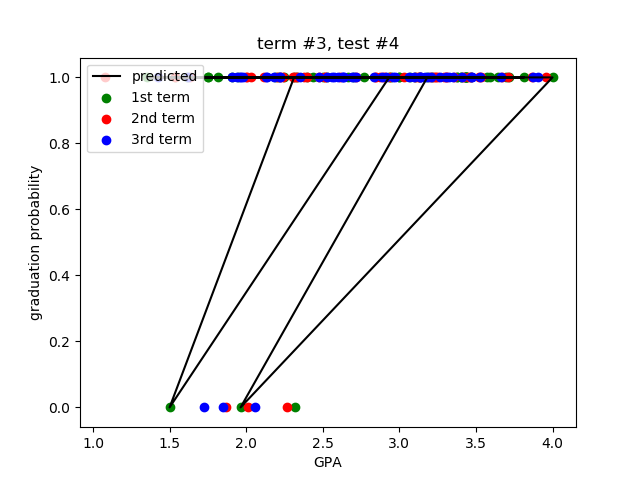 term #3, test #4
predicted
1st term
2nd term
3rd term
graduation probability
1.0
0.8
0.6
0.4
0.2
0.0
1.0 1.5 2.0 2.5 3.0 3.5 4.0
GPA